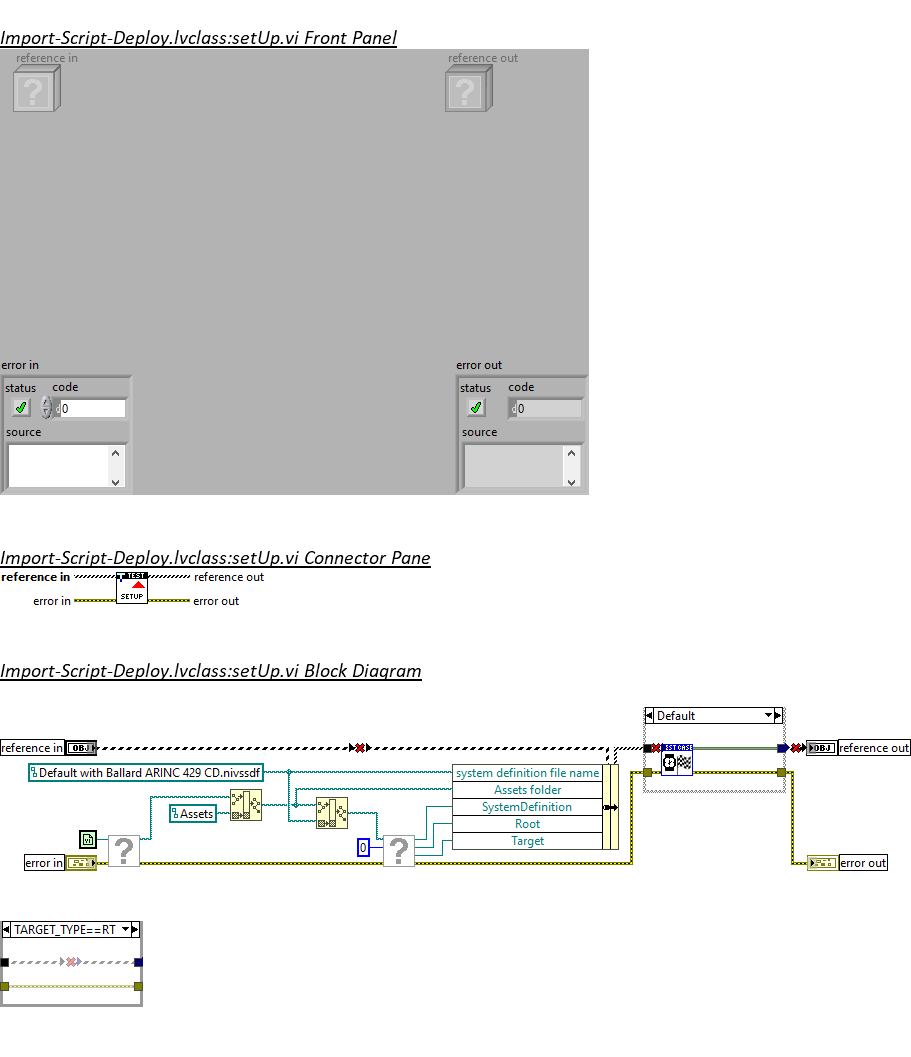 Import-Script-Deploy.lvclass:setUp.vi Front Panel
reference in
reference out
?
?
error in
error out
status
code
status
code
d
0
d
0
source
source
Import-Script-Deploy.lvclass:setUp.vi Connector Pane
reference in
TEST
reference out
error in
SETUP
error out
Import-Script-Deploy.lvclass:setUp.vi Block Diagram
Default
reference in
OBJ
EST CASE
OBJ
reference out
Default with Ballard ARINC 429 CD.nivssdf
system definition file name
Assets folder
Assets
SystemDefinition
Root
Target
vi
?
0
?
error in
error out
TARGET_TYPE==RT